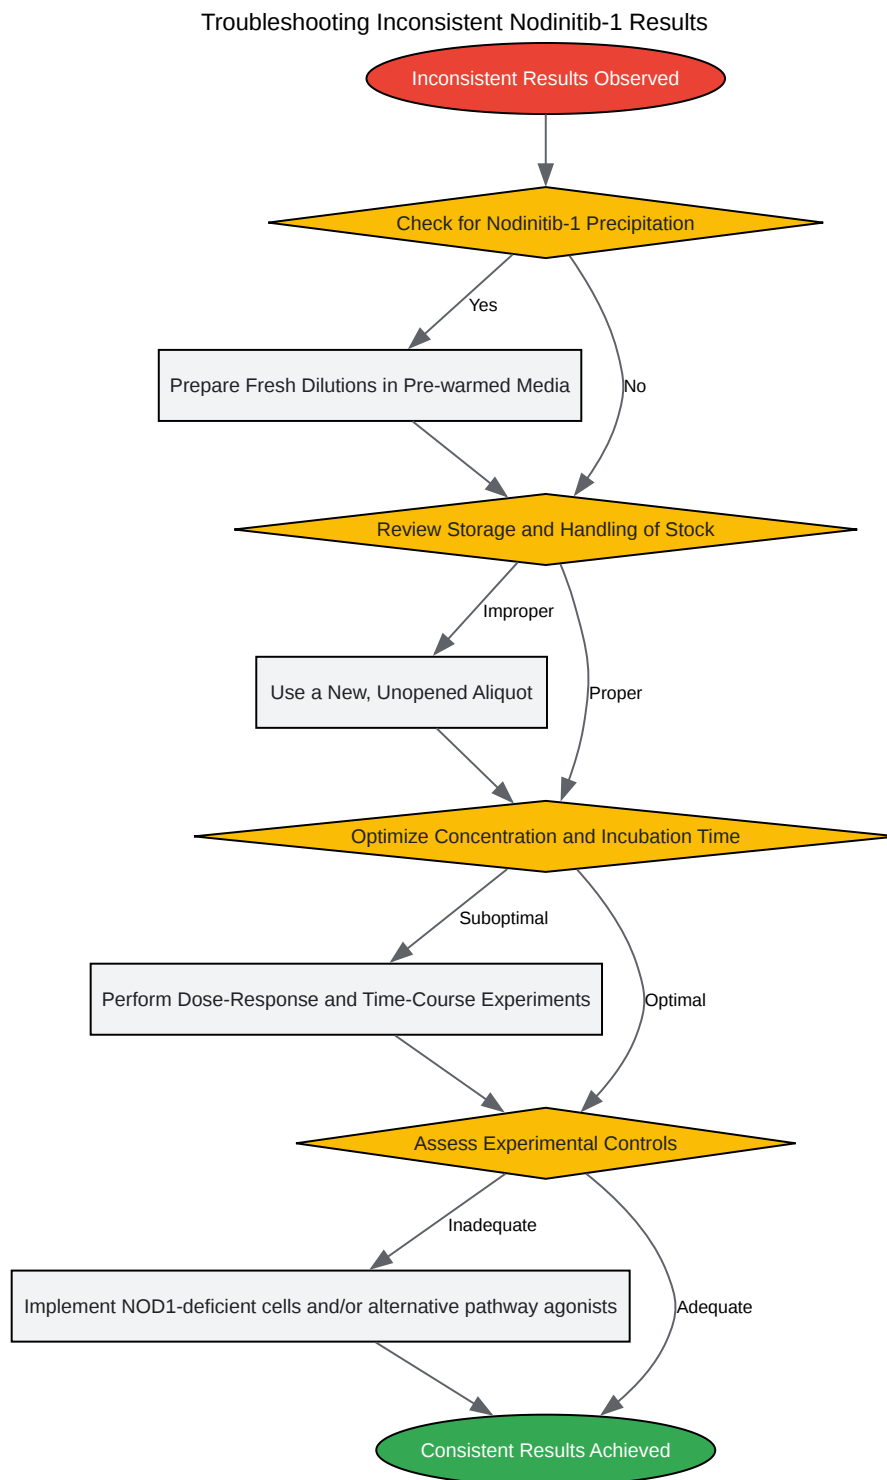 Troubleshooting Inconsistent Nodinitib-1 Results
Inconsistent Results Observed
Check for Nodinitib-1 Precipitation
Yes
Prepare Fresh Dilutions in Pre-warmed Media
No
Review Storage and Handling of Stock
Improper
Use a New, Unopened Aliquot
Proper
Optimize Concentration and Incubation Time
Suboptimal
Perform Dose-Response and Time-Course Experiments
Optimal
Assess Experimental Controls
Inadequate
Implement NOD1-deficient cells and/or alternative pathway agonists
Adequate
Consistent Results Achieved